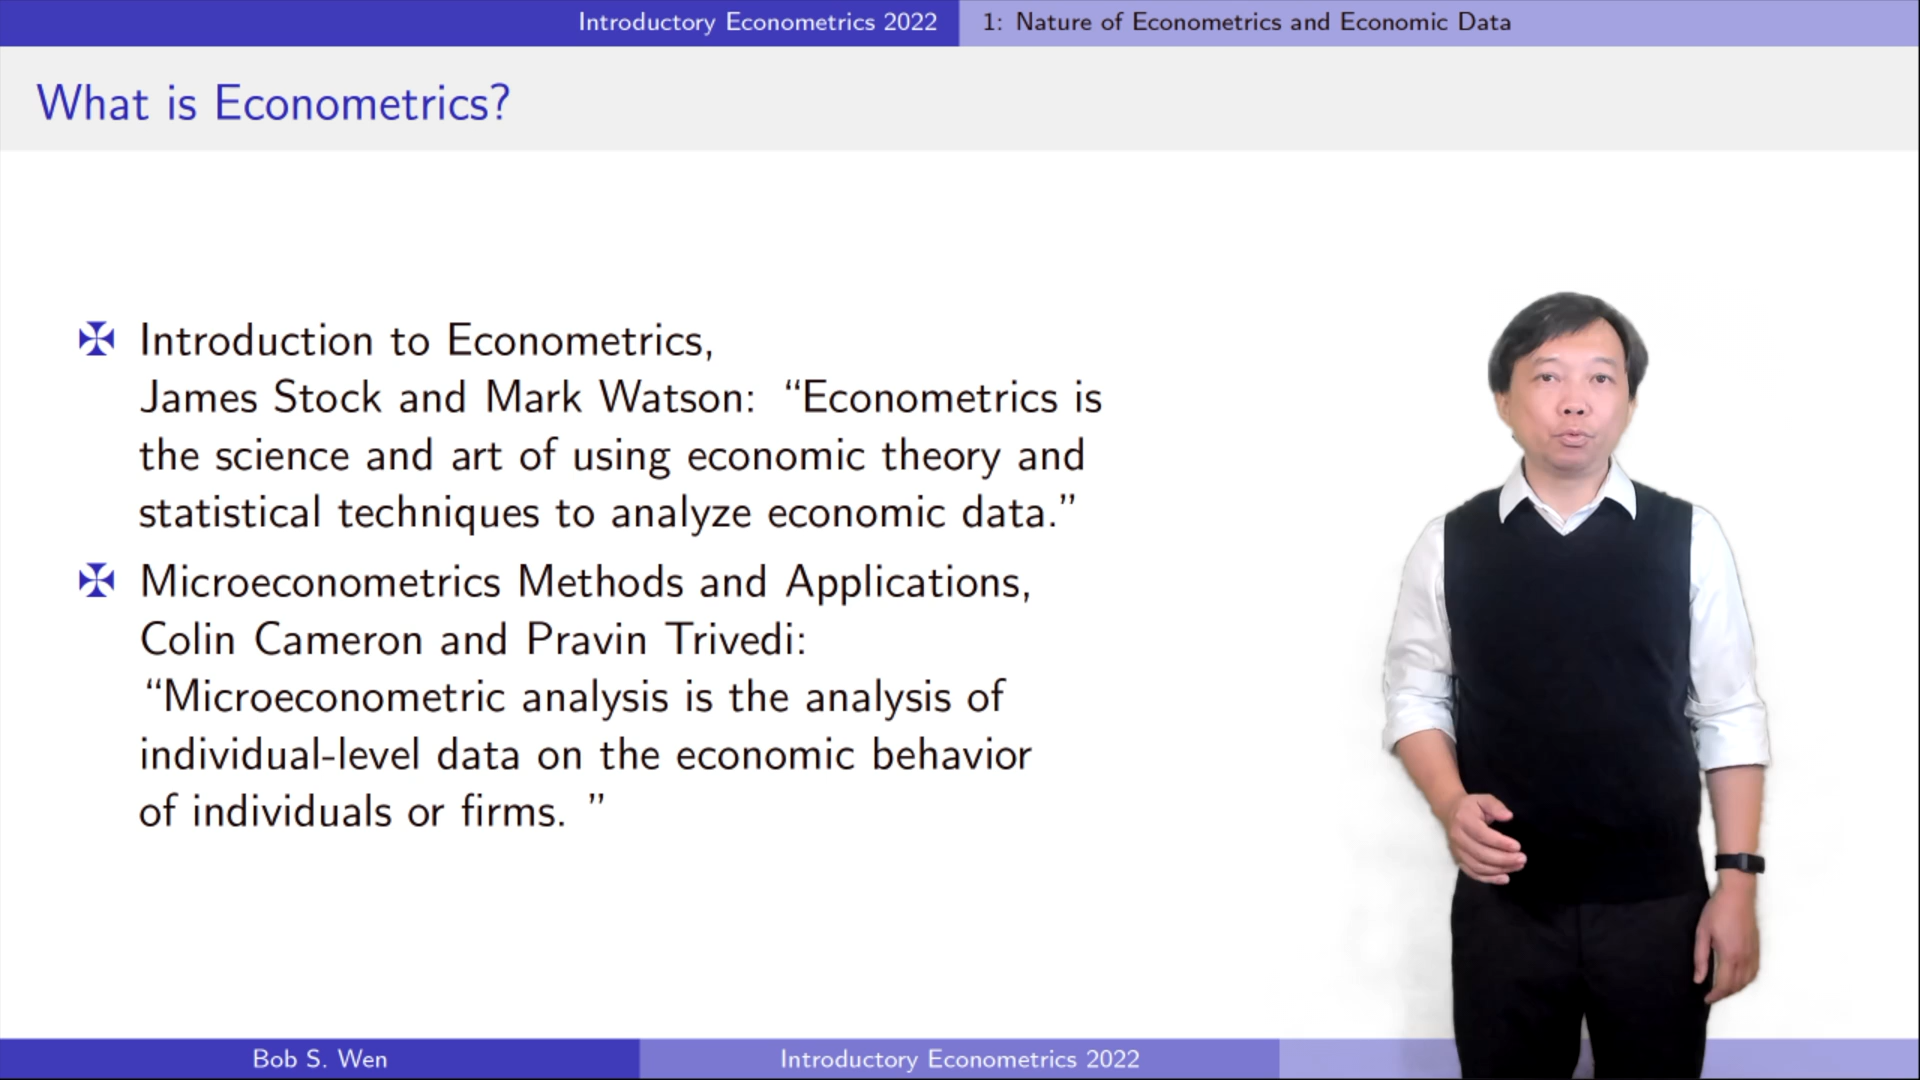 Introductory Econometrics 2022
1: Nature of Econometrics and Economic Data
What is Econometrics?
Introduction to Econometrics,
James Stock and Mark Watson: “Econometrics is
the science and art of using economic theory and
statistical techniques to analyze economic data.”
Microeconometrics Methods and Applications,
Colin Cameron and Pravin Trivedi:
“Microeconometric analysis is the analysis of
individual-level data on the economic behavior
of individuals or firms. ”
Bob S. Wen
Introductory Econometrics 2022